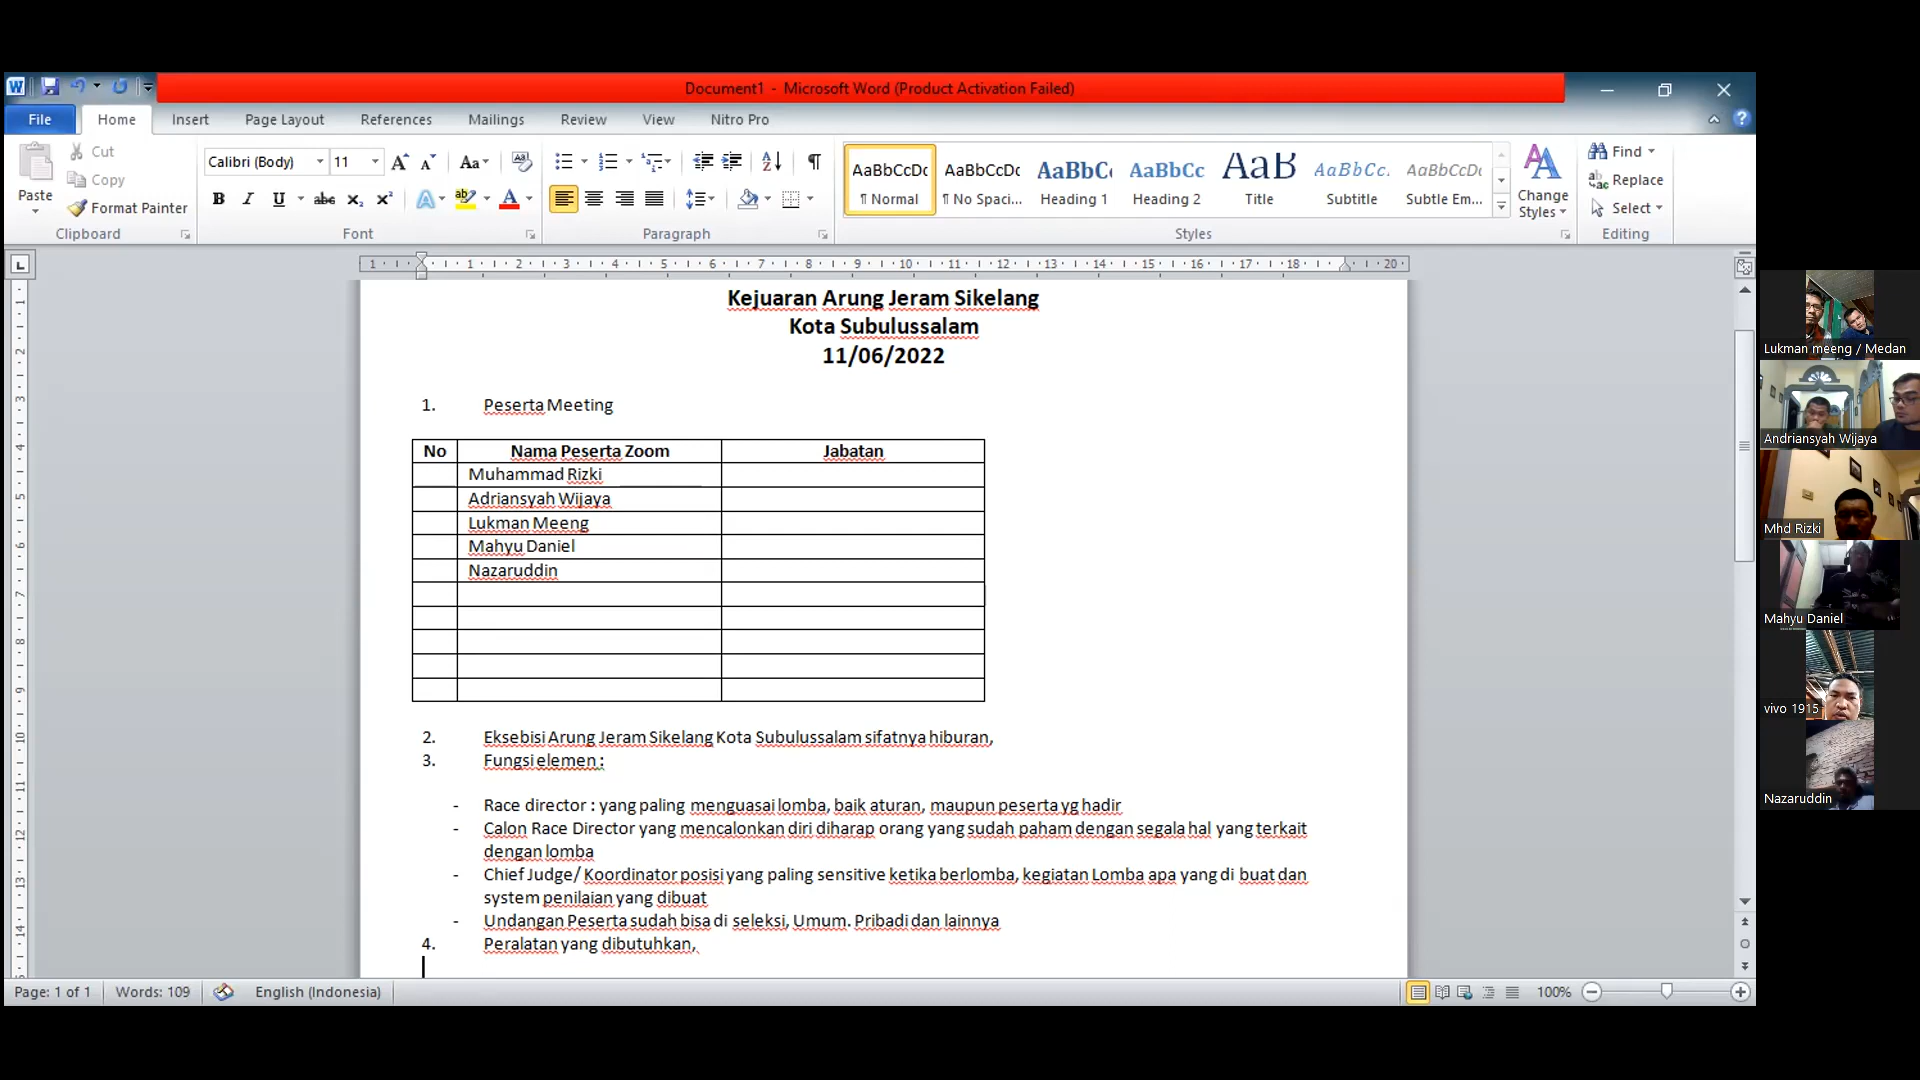 Document1 - Microsoft Word (Product Activation Failed)
File Home Insert Page Layout References Mailings Review View Nitro Pro
Paste
Cut
Copy
Format Painter
Clipboard
Calibri (Body) 11
Font
Paragraph
AaBbCcDc AaBbCcDc AaBbCc AaBbCc AaB AaBbCc. AaBbCcDc
¶ Normal ¶ No Spaci... Heading 1 Heading 2 Title Subtitle Subtle Em...
Change Styles
Styles
Find
Replace
Select
Editing
Kejuaran Arung Jeram Sikelang
Kota Subulussalam
11/06/2022
1. Peserta Meeting
No Nama Peserta Zoom Jabatan
Muhammad Rizki
Adriansyah Wijaya
Lukman Meeng
Mahyu Daniel
Nazaruddin
2. Eksebisi Arung Jeram Sikelang Kota Subulussalam sifatnya hiburan,
3. Fungsi elemen :
- Race director : yang paling menguasai lomba, baik aturan, maupun peserta yg hadir
- Calon Race Director yang mencalonkan diri diharap orang yang sudah paham dengan segala hal yang terkait
dengan lomba
- Chief Judge/ Koordinator posisi yang paling sensitive ketika berlomba, kegiatan Lomba apa yang di buat dan
system penilaian yang dibuat
- Undangan Peserta sudah bisa di seleksi, Umum. Pribadi dan lainnya
4. Peralatan yang dibutuhkan,
Page: 1 of 1 Words: 109 English (Indonesia) 100%
Lukman meeng / Medan
Andriansyah Wijaya
Mhd Rizki
Mahyu Daniel
vivo 1915
Nazaruddin